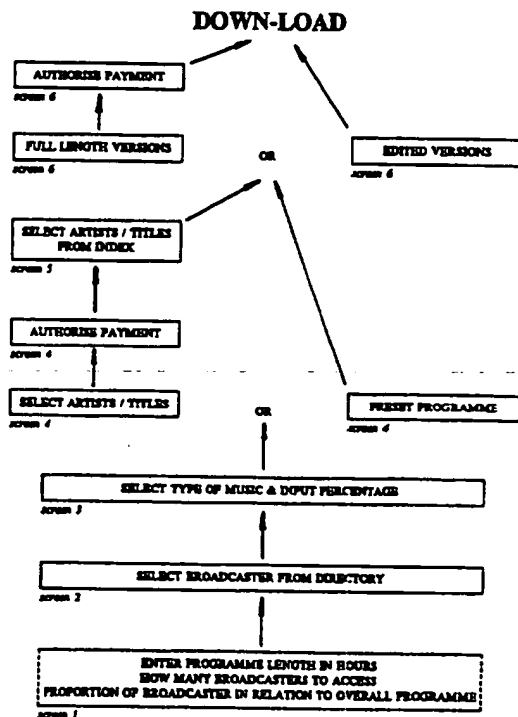 DOWN-LOAD
AUTHORISE PAYMENT
screen 6
FULL LENGTH VERSIONS
screen 6
OR
EDITED VERSIONS
screen 6
SELECT ARTISTS / TITLES
FROM INDEX
screen 5
AUTHORISE PAYMENT
screen 4
SELECT ARTISTS / TITLES
screen 4
OR
PRESET PROGRAMME
screen 4
SELECT TYPE OF MUSIC & INPUT PERCENTAGE
screen 3
SELECT BROADCASTER FROM DIRECTORY
screen 2
ENTER PROGRAMME LENGTH IN HOURS
HOW MANY BROADCASTERS TO ACCESS
PROPORTION OF BROADCASTER IN RELATION TO OVERALL PROGRAMME
screen 1